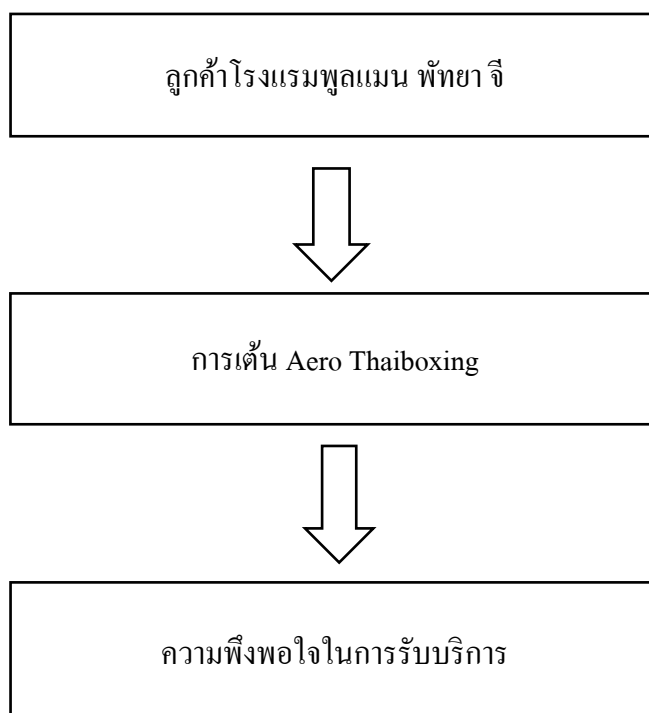 ลูกค้าโรงแรมพูลแมน พัทยา จี
การเต้น Aero Thaiboxing
ความพึงพอใจในการรับบริการ